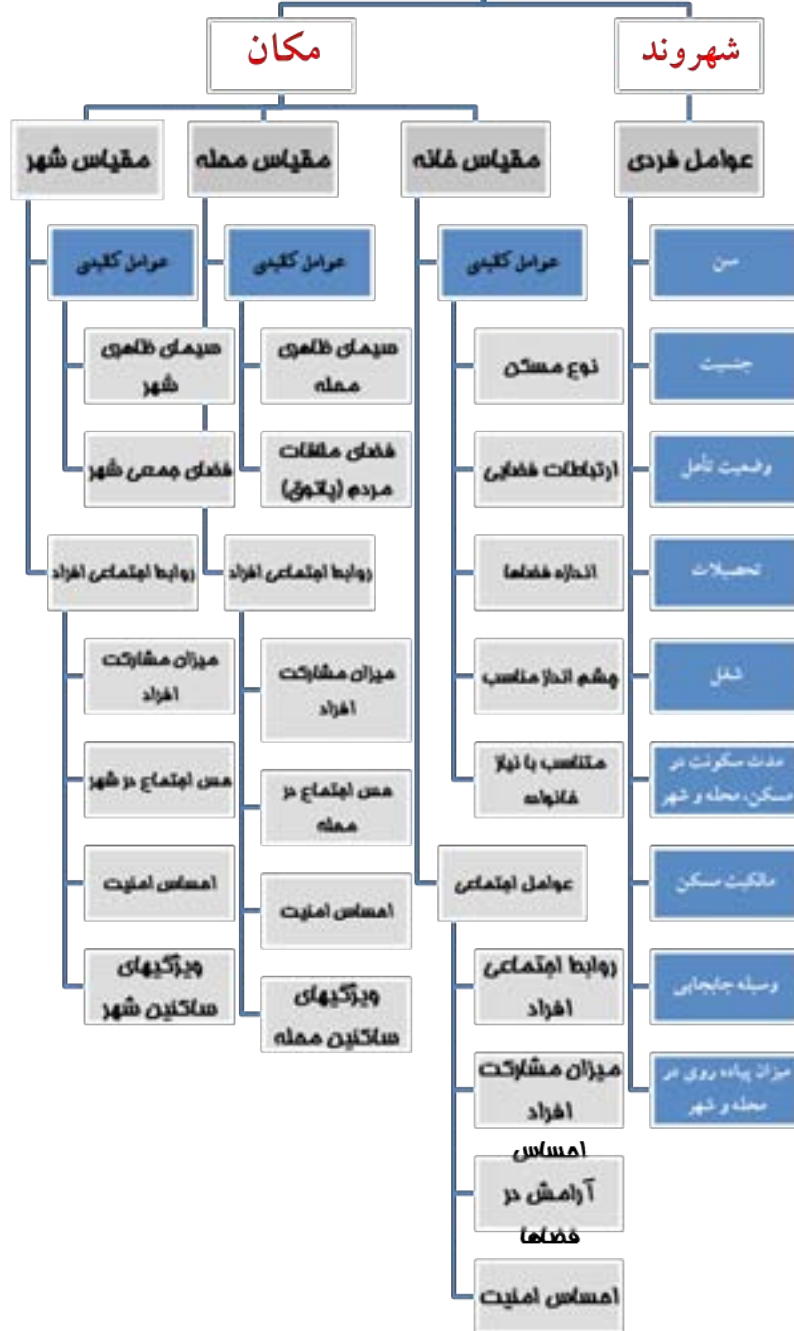 شهروند
مکان
عوامل فردی
مقیاس خانه
مقیاس محله
مقیاس شهر
سن
جنسیت
وضعیت تأهل
تحصیلات
شغل
مدت سکونت در
مسکن، محله و شهر
مالکیت مسکن
وسیله جابجایی
میزان پیاده روی در
محله و شهر
عوامل کالبدی
نوع مسکن
ارتباطات فضایی
اندازه فضاها
چشم انداز مناسب
متناسب با نیاز
خانواده
عوامل اجتماعی
روابط اجتماعی
افراد
میزان مشارکت
افراد
احساس
آرامش در
فضاها
احساس امنیت
عوامل کالبدی
سیمای ظاهری
محله
فضای ملاقات
مردم (پاتوق)
روابط اجتماعی افراد
میزان مشارکت
افراد
حس اجتماع در
محله
احساس امنیت
ویژگیهای
ساکنین محله
عوامل کالبدی
سیمای ظاهری
شهر
فضای جمعی شهر
روابط اجتماعی افراد
میزان مشارکت
افراد
حس اجتماع در شهر
احساس امنیت
ویژگیهای
ساکنین شهر